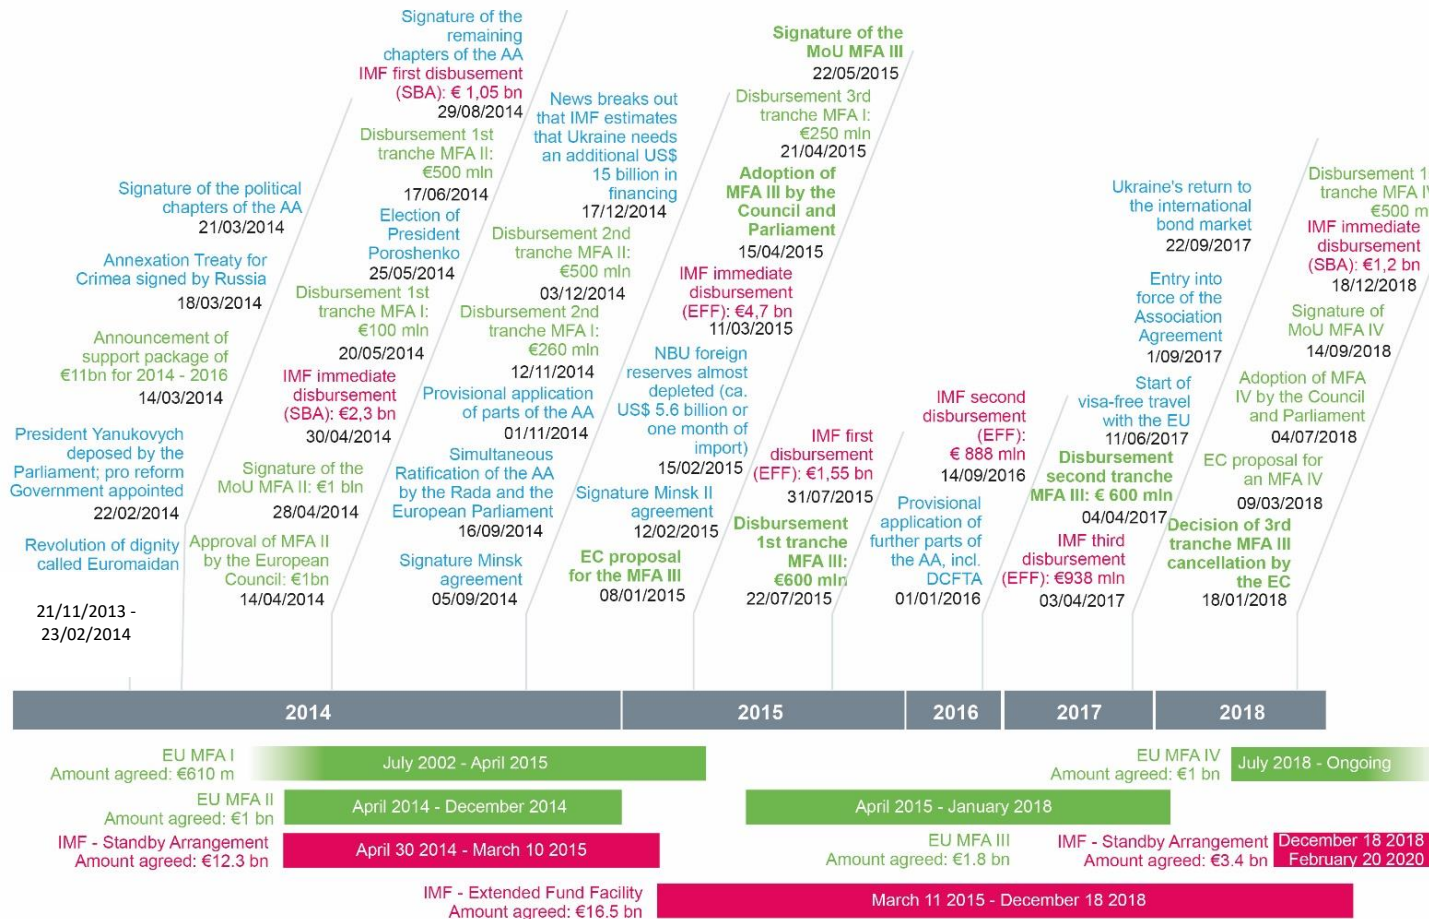 Signature of the
remaining
chapters of the AA
IMF first disbusement
(SBA): € 1,05 bn
29/08/2014
Disbursement 1st
tranche MFA II:
€500 mln
17/06/2014
Election of
President
Poroshenko
25/05/2014
Disbursement 1st
tranche MFA I:
€100 mln
20/05/2014
IMF immediate
disbursement
(SBA): €2,3 bn
30/04/2014
Signature of the
MoU MFA II: €1 bln
28/04/2014
Approval of MFA II
by the European
Council: €1bn
14/04/2014
Signature of the political
chapters of the AA
21/03/2014
Annexation Treaty for
Crimea signed by Russia
18/03/2014
Announcement of
support package of
€11bn for 2014 - 2016
14/03/2014
President Yanukovych
deposed by the
Parliament; pro reform
Government appointed
22/02/2014
Revolution of dignity
called Euromaidan
21/11/2013 -
23/02/2014
News breaks out
that IMF estimates
that Ukraine needs
an additional US$
15 billion in
financing
17/12/2014
Disbursement 2nd
tranche MFA II:
€500 mln
03/12/2014
Disbursement 2nd
tranche MFA I:
€260 mln
12/11/2014
Provisional application
of parts of the AA
01/11/2014
Simultaneous
Ratification of the AA
by the Rada and the
European Parliament
16/09/2014
Signature Minsk
agreement
05/09/2014
Signature of the
MoU MFA III
22/05/2015
Disbursement 3rd
tranche MFA I:
€250 mln
21/04/2015
Adoption of
MFA III by the
Council and
Parliament
15/04/2015
IMF immediate
disbursement
(EFF): €4,7 bn
11/03/2015
NBU foreign
reserves almost
depleted (ca.
US$ 5.6 billion or
one month of
import)
15/02/2015
Signature Minsk II
agreement
12/02/2015
EC proposal
for the MFA III
08/01/2015
IMF first
disbursement
(EFF): €1,55 bn
31/07/2015
Disbursement
1st tranche
MFA III:
€600 mln
22/07/2015
IMF second
disbursement
(EFF):
€ 888 mln
14/09/2016
Provisional
application of
further parts of
the AA, incl.
DCFTA
01/01/2016
Ukraine's return to
the international
bond market
22/09/2017
Entry into
force of the
Association
Agreement
1/09/2017
Start of
visa-free travel
with the EU
11/06/2017
Disbursement
second tranche
MFA III: € 600 mln
04/04/2017
IMF third
disbursement
(EFF): €938 mln
03/04/2017
Disbursement 1s
tranche MFA IV
€500 m
IMF immediate
disbursement
(SBA): €1,2 bn
18/12/2018
Signature of
MoU MFA IV
14/09/2018
Adoption of MFA
IV by the Council
and Parliament
04/07/2018
EC proposal for
an MFA IV
09/03/2018
Decision of 3rd
tranche MFA III
cancellation by
the EC
18/01/2018
2014
2015
2016
2017
2018
EU MFA I
Amount agreed: €610 m
July 2002 - April 2015
EU MFA IV
Amount agreed: €1 bn
July 2018 - Ongoing
EU MFA II
Amount agreed: €1 bn
April 2014 - December 2014
April 2015 - January 2018
EU MFA III
Amount agreed: €1.8 bn
IMF - Standby Arrangement
Amount agreed: €12.3 bn
April 30 2014 - March 10 2015
IMF - Standby Arrangement
Amount agreed: €3.4 bn
December 18 2018
February 20 2020
IMF - Extended Fund Facility
Amount agreed: €16.5 bn
March 11 2015 - December 18 2018